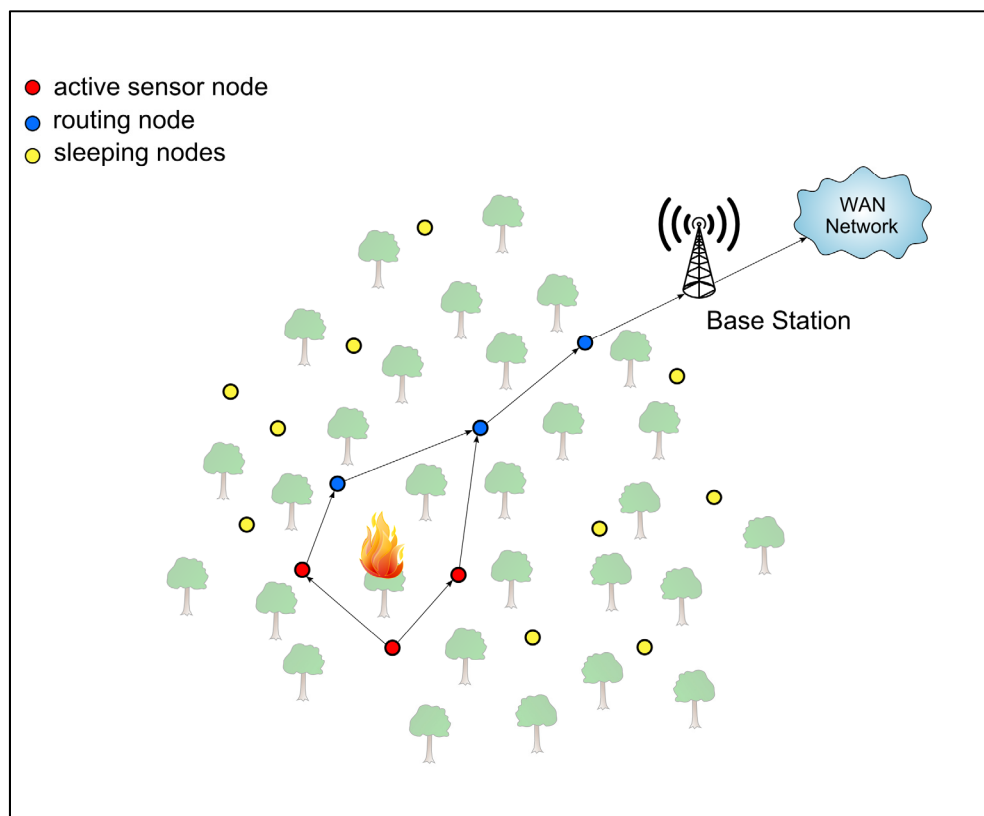 active sensor node
routing node
sleeping nodes
WAN
Network
Base Station